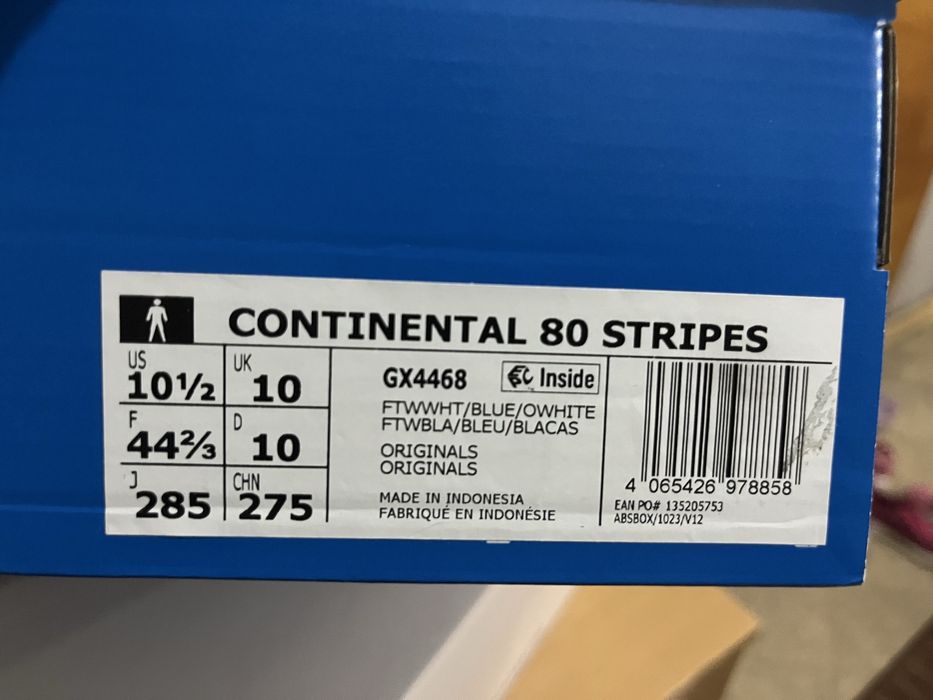 CONTINENTAL 80 STRIPES
US
10½
UK
10
F
44⅔
D
10
J
285
CHN
275
GX4468
Inside
FTWWHT/BLUE/OWHITE
FTWBLA/BLEU/BLACAS
ORIGINALS
ORIGINALS
MADE IN INDONESIA
FABRIQUÉ EN INDONÉSIE
4 065426 978858
EAN PO# 135205753
ABSBOX/1023/V12